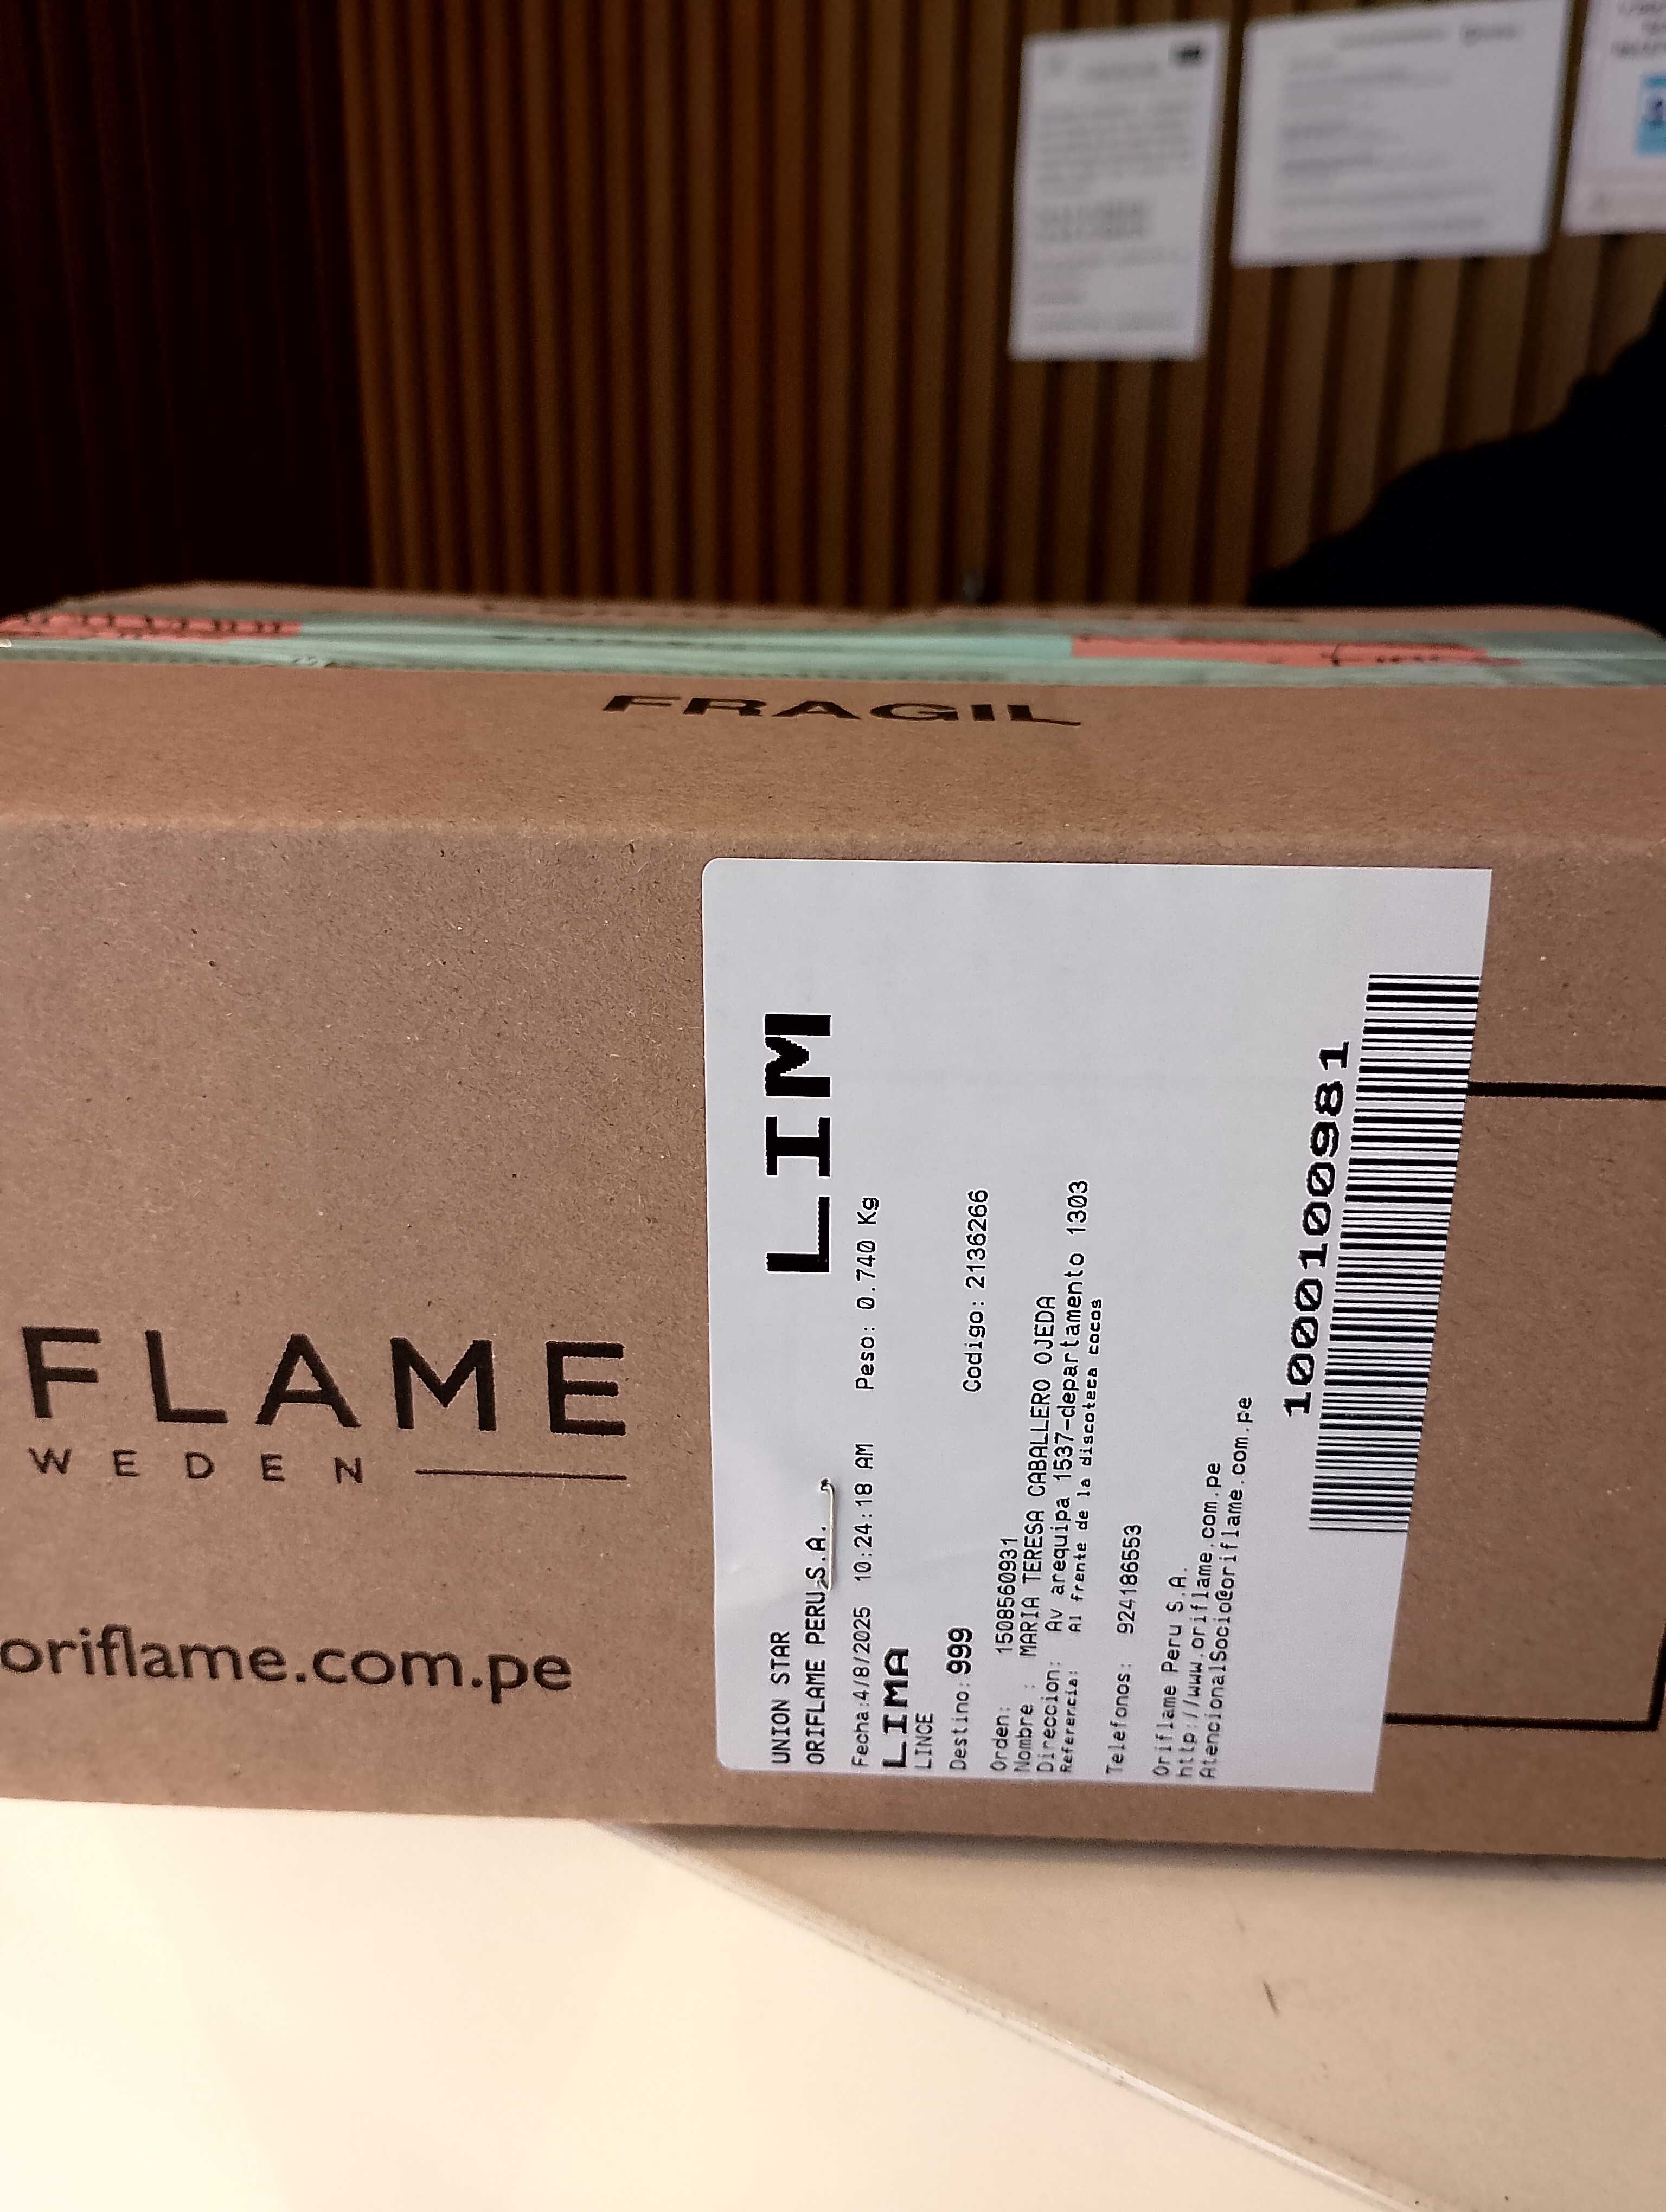 FRAGIL
FLAME
WEDEN
oriflame.com.pe
LIM
UNION STAR
ORIFLAME PERU S.A.
Fecha:4/8/2025 10:24:18 AM Peso: 0.740 Kg
LIMA
LINCE
Destino: 999 Codigo: 2136266
Orden: 1508560931
Nombre : MARIA TERESA CABALLERO OJEDA
Direccion: Av arequipa 1537-departamento 1303
Referencia: Al frente de la discoteca cocos
Telefonos: 924186553
Oriflame Peru S.A.
http://www.oriflame.com.pe
AtencionalSocio@oriflame.com.pe
1000100981